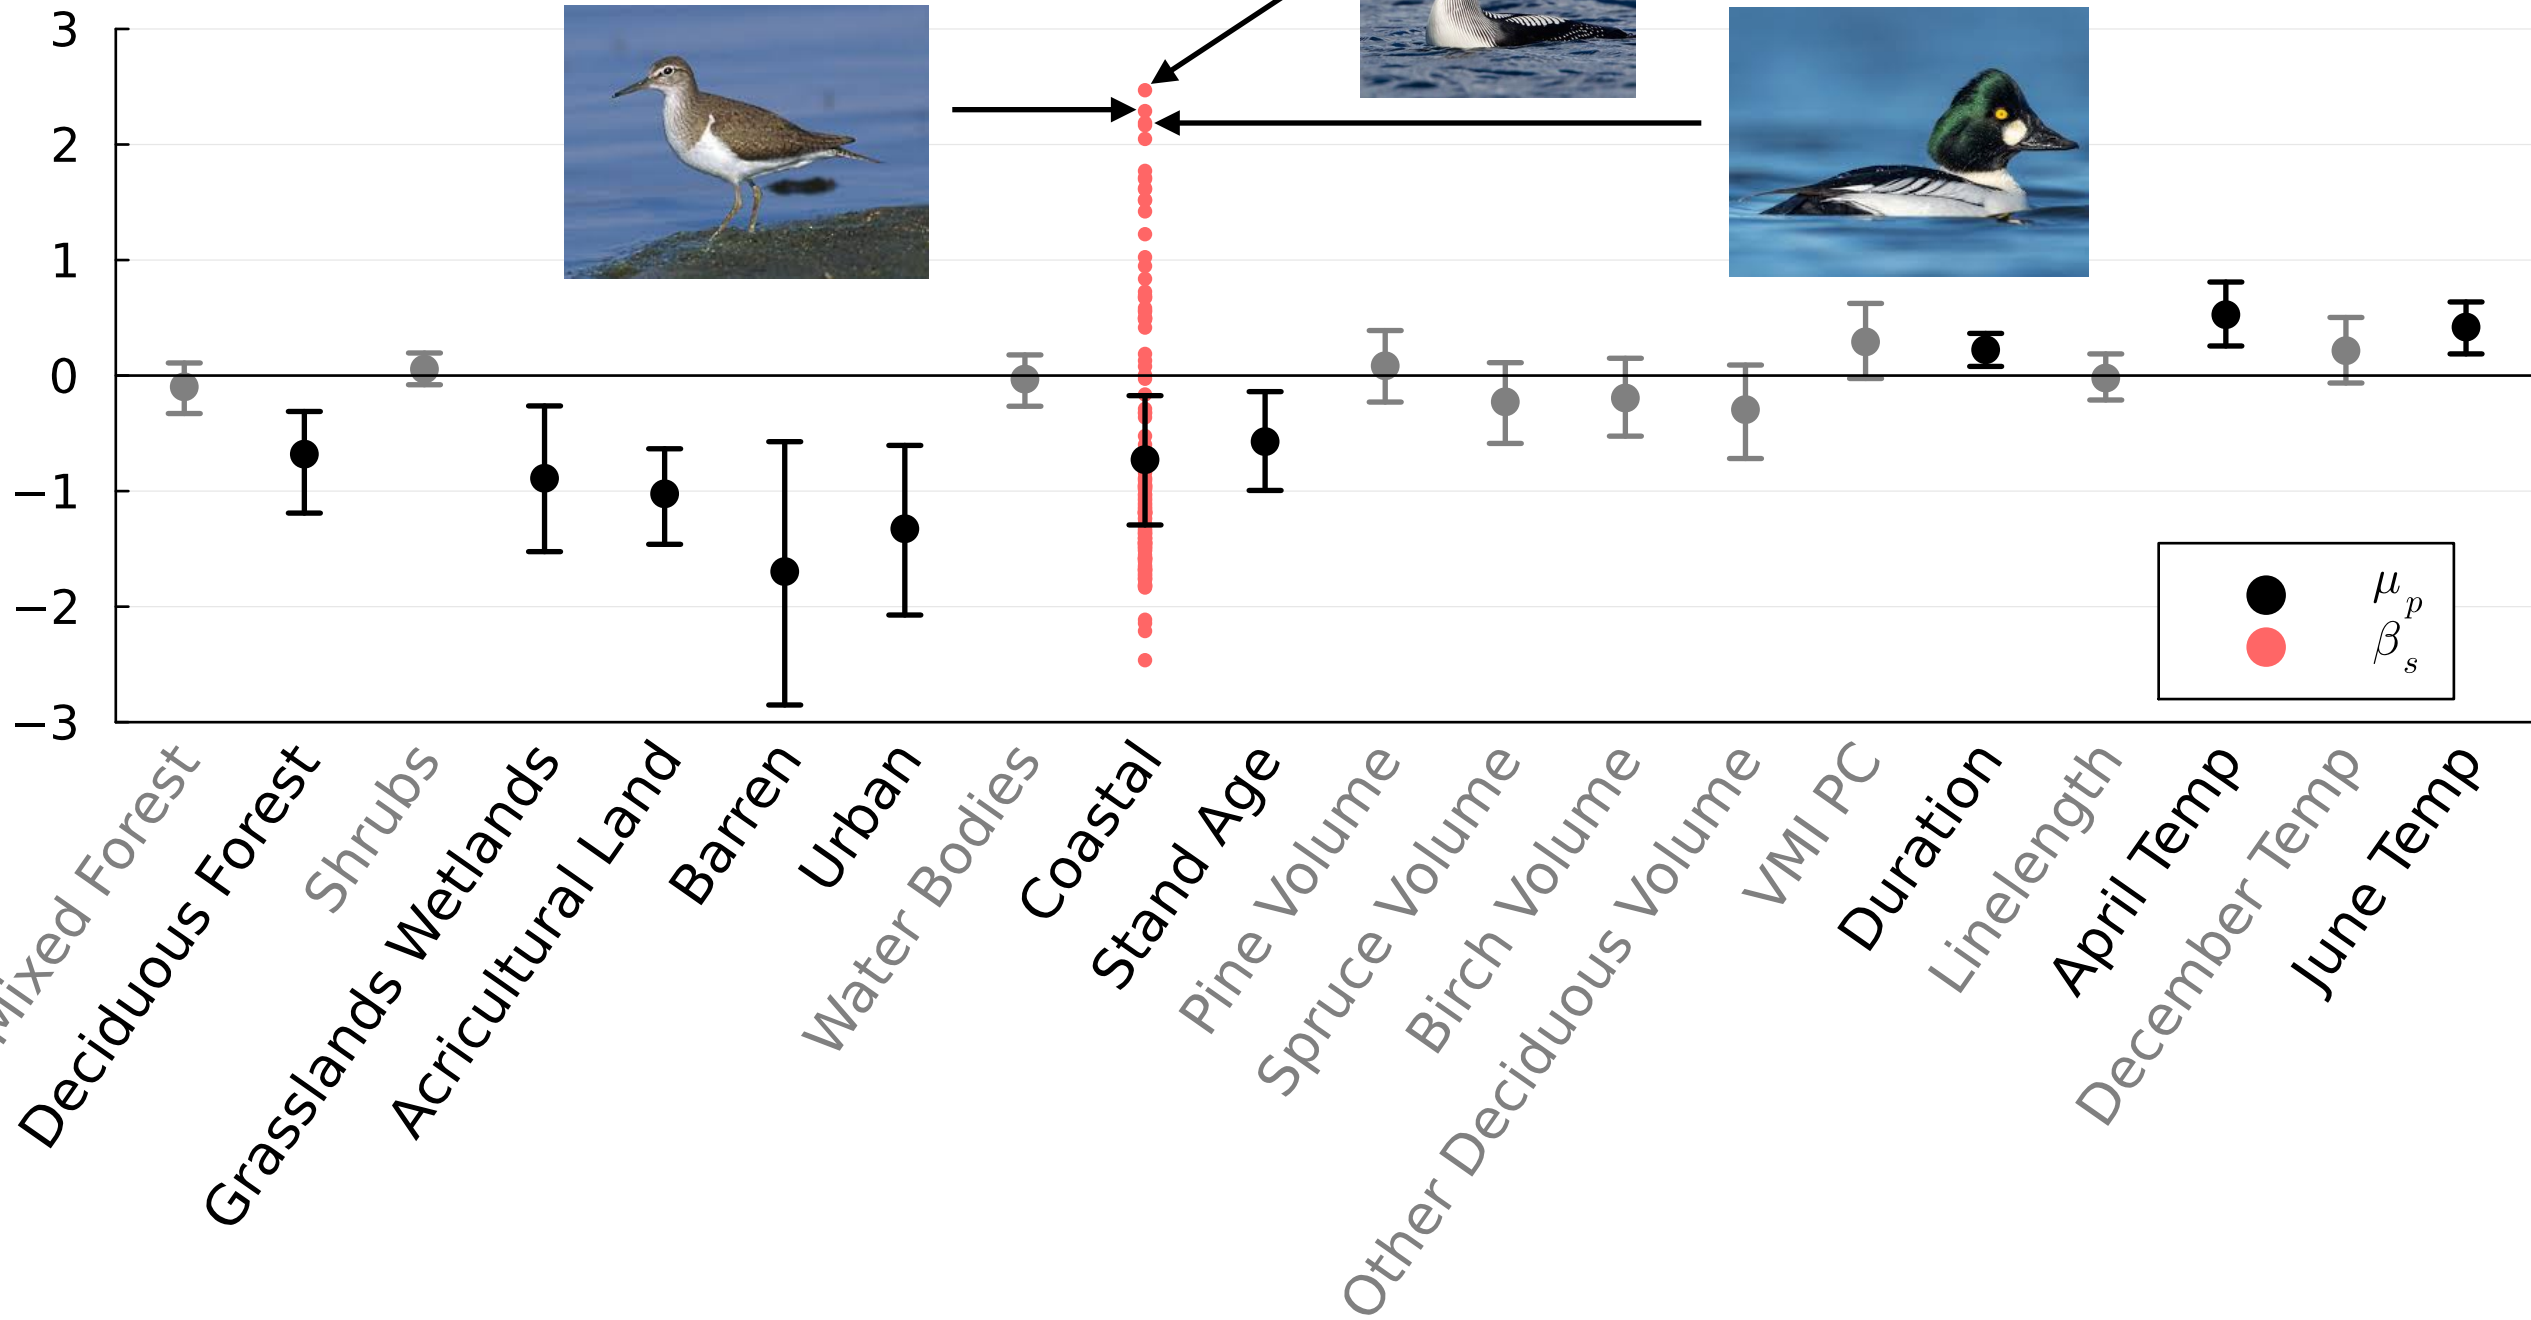 3
2
1
0
−1
−2
−3
μp
βs
Mixed Forest
Deciduous Forest
Shrubs
Grasslands Wetlands
Acricultural Land
Barren
Urban
Water Bodies
Coastal
Stand Age
Pine Volume
Spruce Volume
Birch Volume
Other Deciduous Volume
VMI PC
Duration
Linelength
April Temp
December Temp
June Temp